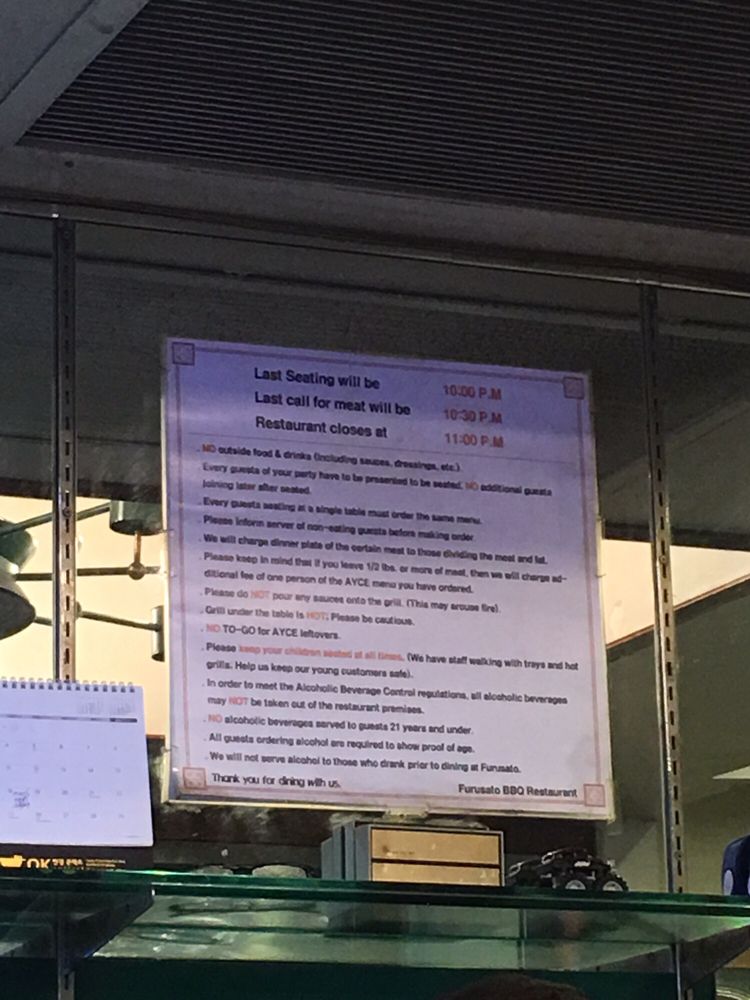 Last Seating will be 10:00 P.M
Last call for meat will be 10:30 P.M
Restaurant closes at 11:00 P.M
. NO outside food & drinks (including sauces, dressings, etc.).
Every guests of your party have to be presented to be seated. NO additional guests
joining later after seated.
. Every guests seating at a single table must order the same menu.
. Please inform server of non-eating guests before making order.
. We will charge dinner plate of the certain meat to those dividing the meat and fat.
. Please keep in mind that if you leave 1/2 lbs. or more of meat, then we will charge ad-
ditional fee of one person of the AYCE menu you have ordered.
. Please do NOT pour any sauces onto the grill. (This may arouse fire).
. Grill under the table is HOT; Please be cautious.
. NO TO-GO for AYCE leftovers.
. Please keep your children seated at all times. (We have staff walking with trays and hot
grills. Help us keep our young customers safe).
. In order to meet the Alcoholic Beverage Control regulations, all alcoholic beverages
may NOT be taken out of the restaurant premises.
. NO alcoholic beverages served to guests 21 years and under.
. All guests ordering alcohol are required to show proof of age.
. We will not serve alcohol to those who drank prior to dining at Furusato.
Thank you for dining with us.
Furusato BBQ Restaurant
OK